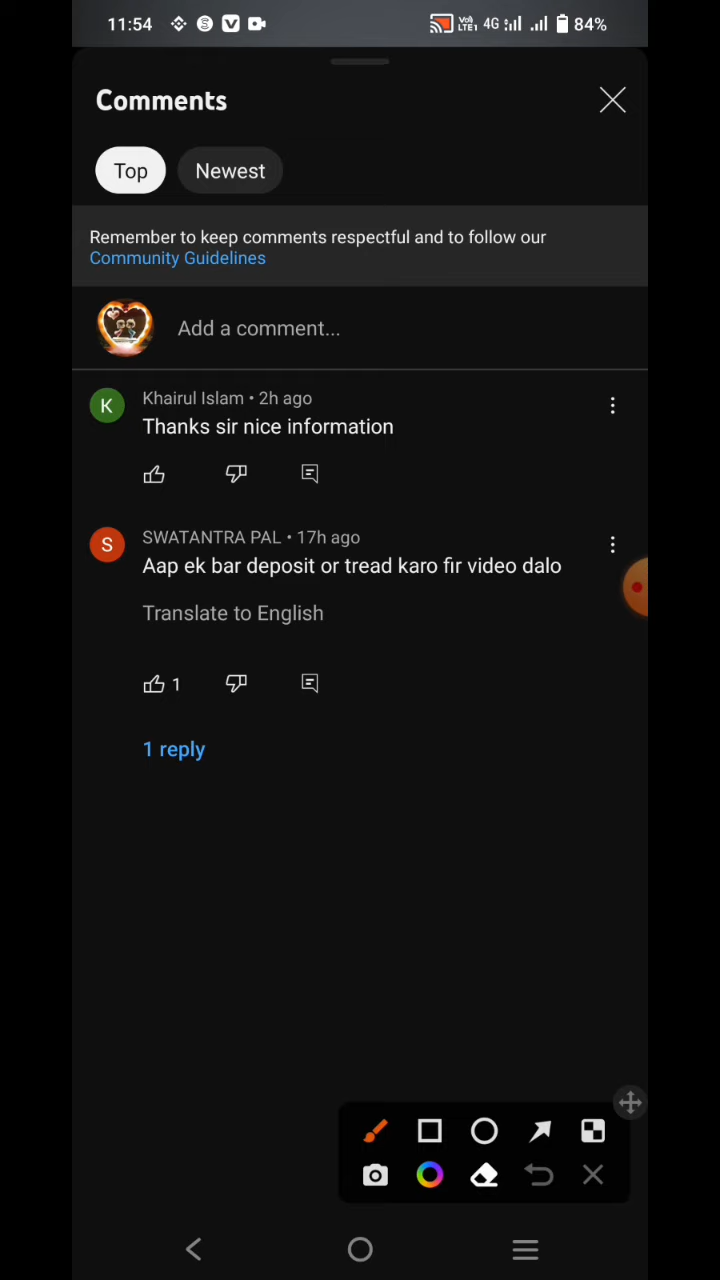 11:54
4G
84%
Comments
Top
Newest
Remember to keep comments respectful and to follow our
Community Guidelines
Add a comment...
K
Khairul Islam • 2h ago
Thanks sir nice information
S
SWATANTRA PAL • 17h ago
Aap ek bar deposit or tread karo fir video dalo
Translate to English
1
1 reply